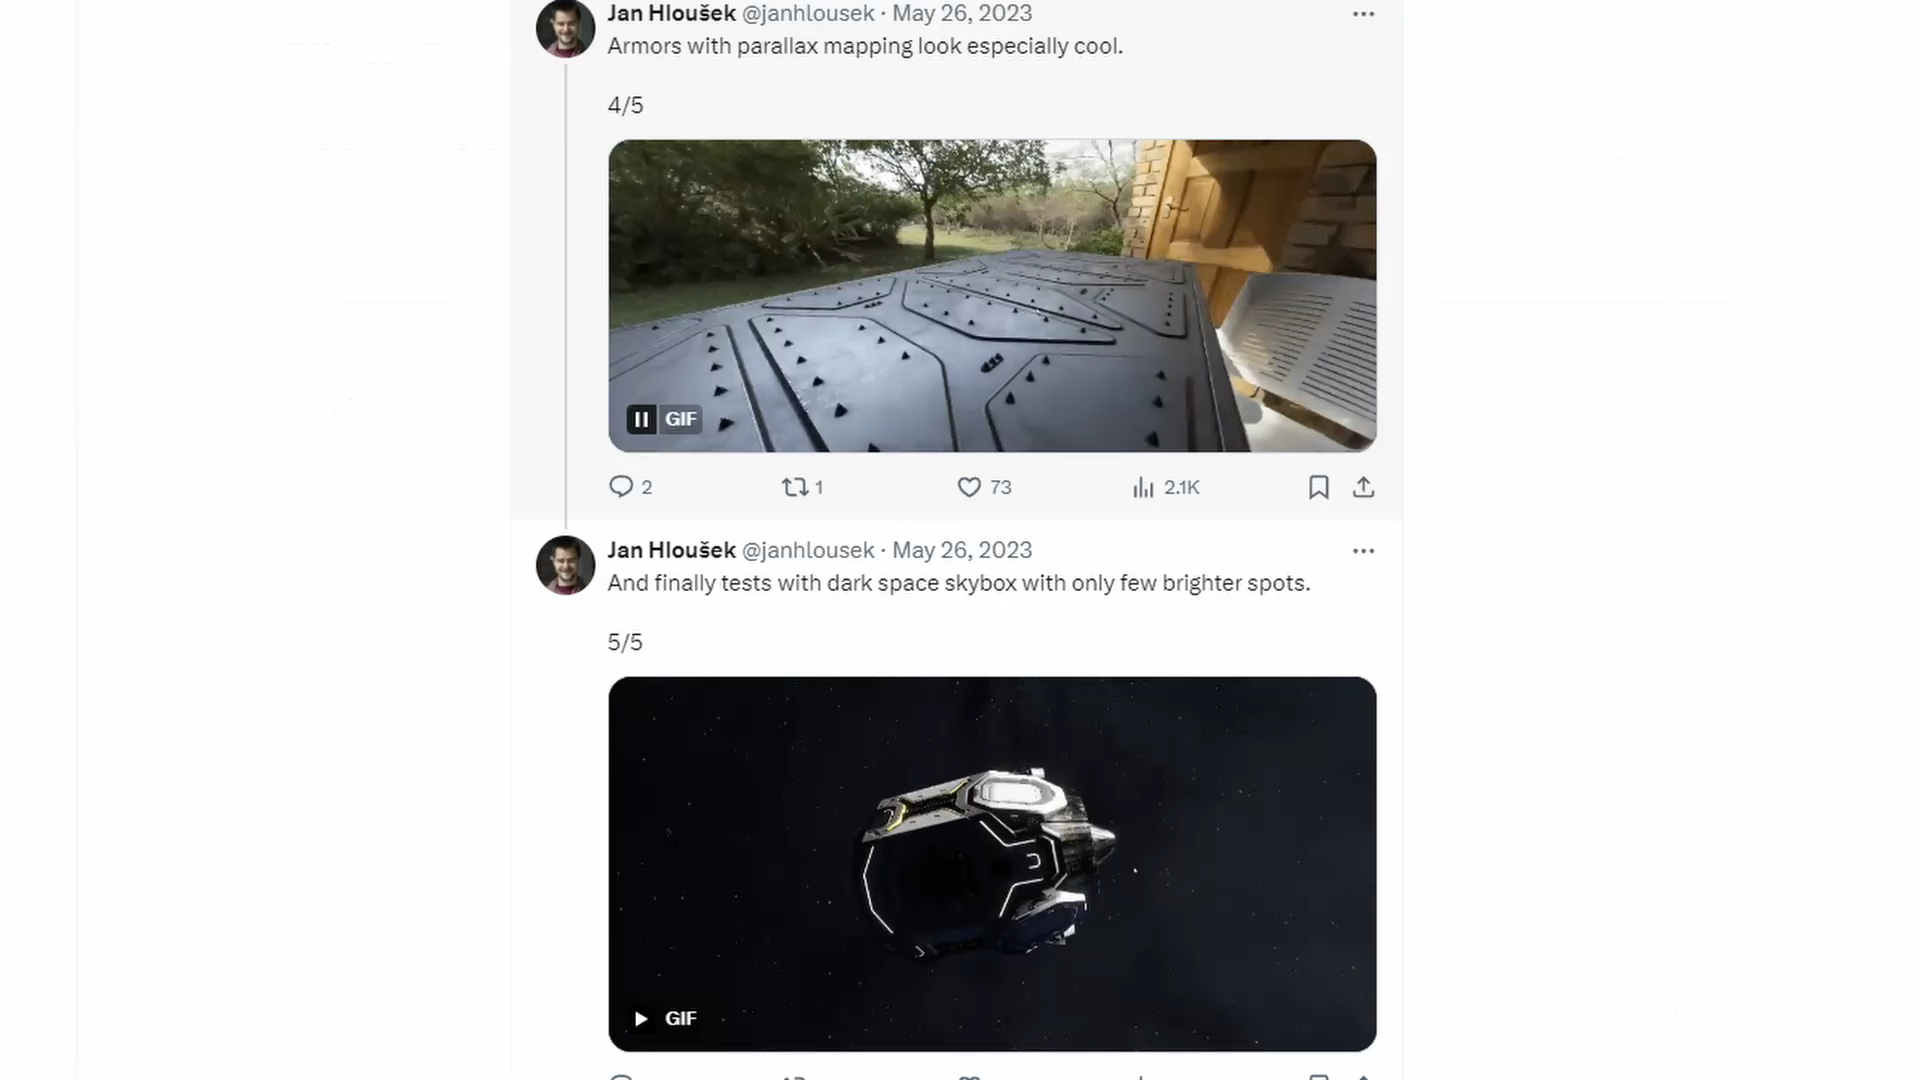 Jan Hloušek @janhlousek · May 26, 2023
Armors with parallax mapping look especially cool.
4/5
GIF
2 1 73 2.1K
Jan Hloušek @janhlousek · May 26, 2023
And finally tests with dark space skybox with only few brighter spots.
5/5
GIF